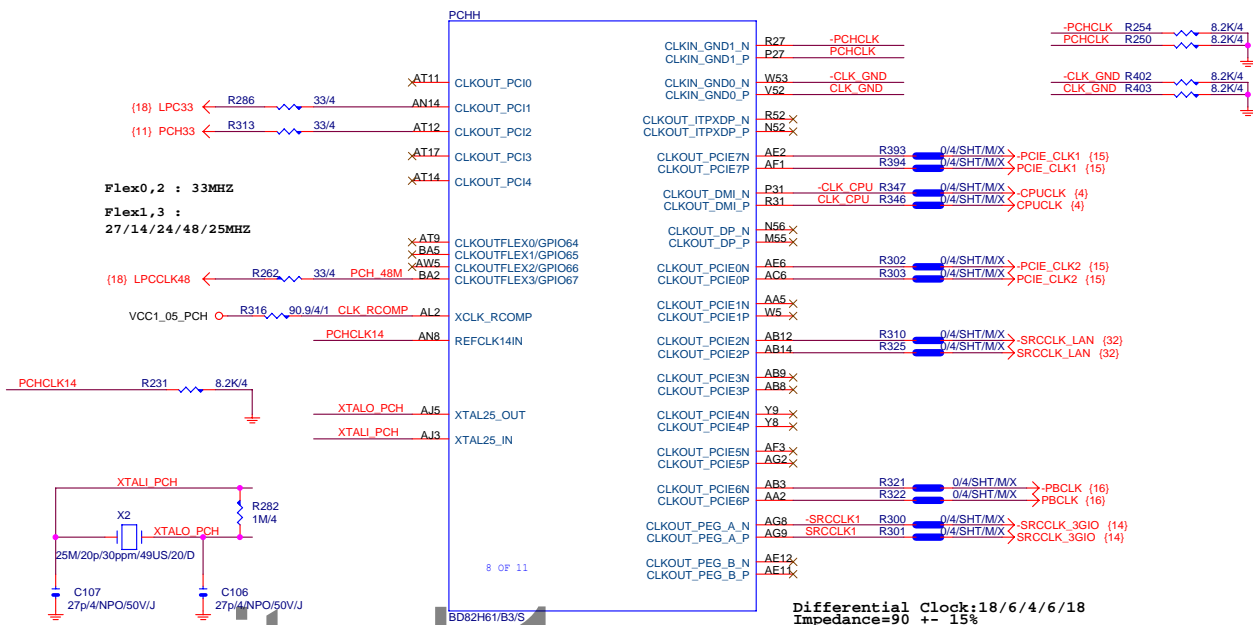 PCHH
AT11 CLKOUT_PCI0
{18} LPC33 R286 33/4 AN14 CLKOUT_PCI1
{11} PCH33 R313 33/4 AT12 CLKOUT_PCI2
AT17 CLKOUT_PCI3
AT14 CLKOUT_PCI4
Flex0,2 : 33MHZ
Flex1,3 :
27/14/24/48/25MHZ
AT9 CLKOUTFLEX0/GPIO64
BA5 CLKOUTFLEX1/GPIO65
AW5 CLKOUTFLEX2/GPIO66
{18} LPCCLK48 R262 33/4 PCH_48M BA2 CLKOUTFLEX3/GPIO67
VCC1_05_PCH R316 90.9/4/1 CLK_RCOMP AL2 XCLK_RCOMP
PCHCLK14 AN8 REFCLK14IN
PCHCLK14 R231 8.2K/4
XTALO_PCH AJ5 XTAL25_OUT
XTALI_PCH AJ3 XTAL25_IN
XTALI_PCH
R282
1M/4
X2
XTALO_PCH
25M/20p/30ppm/49US/20/D
C107
27p/4/NPO/50V/J
C106
27p/4/NPO/50V/J
8 OF 11
BD82H61/B3/S
CLKIN_GND1_N R27 -PCHCLK
CLKIN_GND1_P P27 PCHCLK
CLKIN_GND0_N W53 -CLK_GND
CLKIN_GND0_P V52 CLK_GND
CLKOUT_ITPXDP_N R52
CLKOUT_ITPXDP_P N52
CLKOUT_PCIE7N AE2 R393 0/4/SHT/M/X -PCIE_CLK1 {15}
CLKOUT_PCIE7P AF1 R394 0/4/SHT/M/X PCIE_CLK1 {15}
CLKOUT_DMI_N P31 -CLK_CPU R347 0/4/SHT/M/X -CPUCLK {4}
CLKOUT_DMI_P R31 CLK_CPU R346 0/4/SHT/M/X CPUCLK {4}
CLKOUT_DP_N N56
CLKOUT_DP_P M55
CLKOUT_PCIE0N AE6 R302 0/4/SHT/M/X -PCIE_CLK2 {15}
CLKOUT_PCIE0P AC6 R303 0/4/SHT/M/X PCIE_CLK2 {15}
CLKOUT_PCIE1N AA5
CLKOUT_PCIE1P W5
CLKOUT_PCIE2N AB12 R310 0/4/SHT/M/X -SRCCLK_LAN {32}
CLKOUT_PCIE2P AB14 R325 0/4/SHT/M/X SRCCLK_LAN {32}
CLKOUT_PCIE3N AB9
CLKOUT_PCIE3P AB8
CLKOUT_PCIE4N Y9
CLKOUT_PCIE4P Y8
CLKOUT_PCIE5N AF3
CLKOUT_PCIE5P AG2
CLKOUT_PCIE6N AB3 R321 0/4/SHT/M/X -PBCLK {16}
CLKOUT_PCIE6P AA2 R322 0/4/SHT/M/X PBCLK {16}
CLKOUT_PEG_A_N AG8 -SRCCLK1 R300 0/4/SHT/M/X -SRCCLK_3GIO {14}
CLKOUT_PEG_A_P AG9 SRCCLK1 R301 0/4/SHT/M/X SRCCLK_3GIO {14}
CLKOUT_PEG_B_N AE12
CLKOUT_PEG_B_P AE11
-PCHCLK R254 8.2K/4
PCHCLK R250 8.2K/4
-CLK_GND R402 8.2K/4
CLK_GND R403 8.2K/4
Differential Clock:18/6/4/6/18
Impedance=90 +- 15%